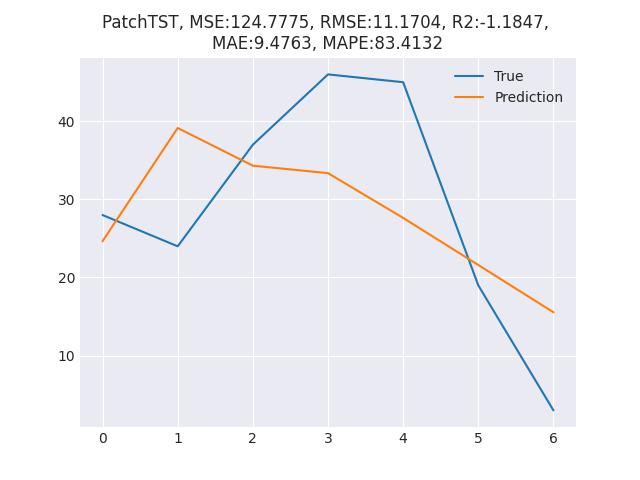 PatchTST, MSE:124.7775, RMSE:11.1704, R2:-1.1847,
MAE:9.4763, MAPE:83.4132
True
Prediction
40
30
20
10
0 1 2 3 4 5 6